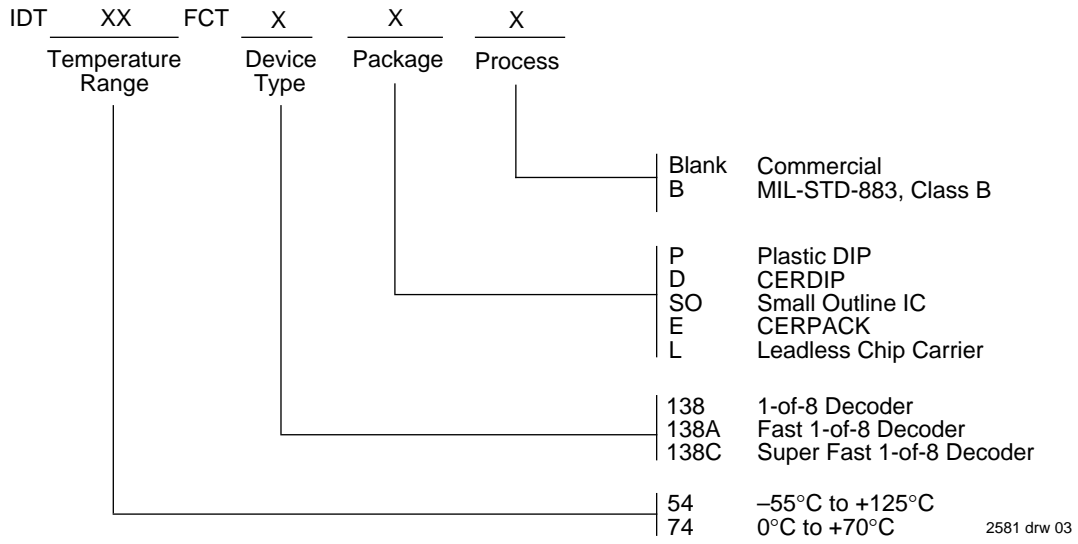 IDT XX FCT X X X
Temperature Range Device Type Package Process
Blank Commercial
B MIL-STD-883, Class B
P Plastic DIP
D CERDIP
SO Small Outline IC
E CERPACK
L Leadless Chip Carrier
138 1-of-8 Decoder
138A Fast 1-of-8 Decoder
138C Super Fast 1-of-8 Decoder
54 –55°C to +125°C
74 0°C to +70°C
2581 drw 03